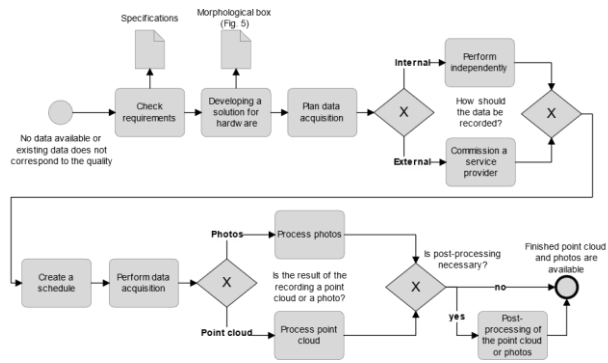 Specifications
Morphological box
(Fig. 5)
Internal
Perform
independently
Check
requirements
Developing a
solution for
hardware
Plan data
acquisition
X
How should
the data be
recorded?
X
No data available or
existing data does not
correspond to the quality
External
Commission a
service
provider
Photos
Process photos
Is post-processing
necessary?
Finished point cloud
and photos are
available
Create a
schedule
Perform data
acquisition
X
Is the result of the
recording a point
cloud or a photo?
X
no
Point cloud
Process point
cloud
yes
Post-
processing of
the point cloud
or photos